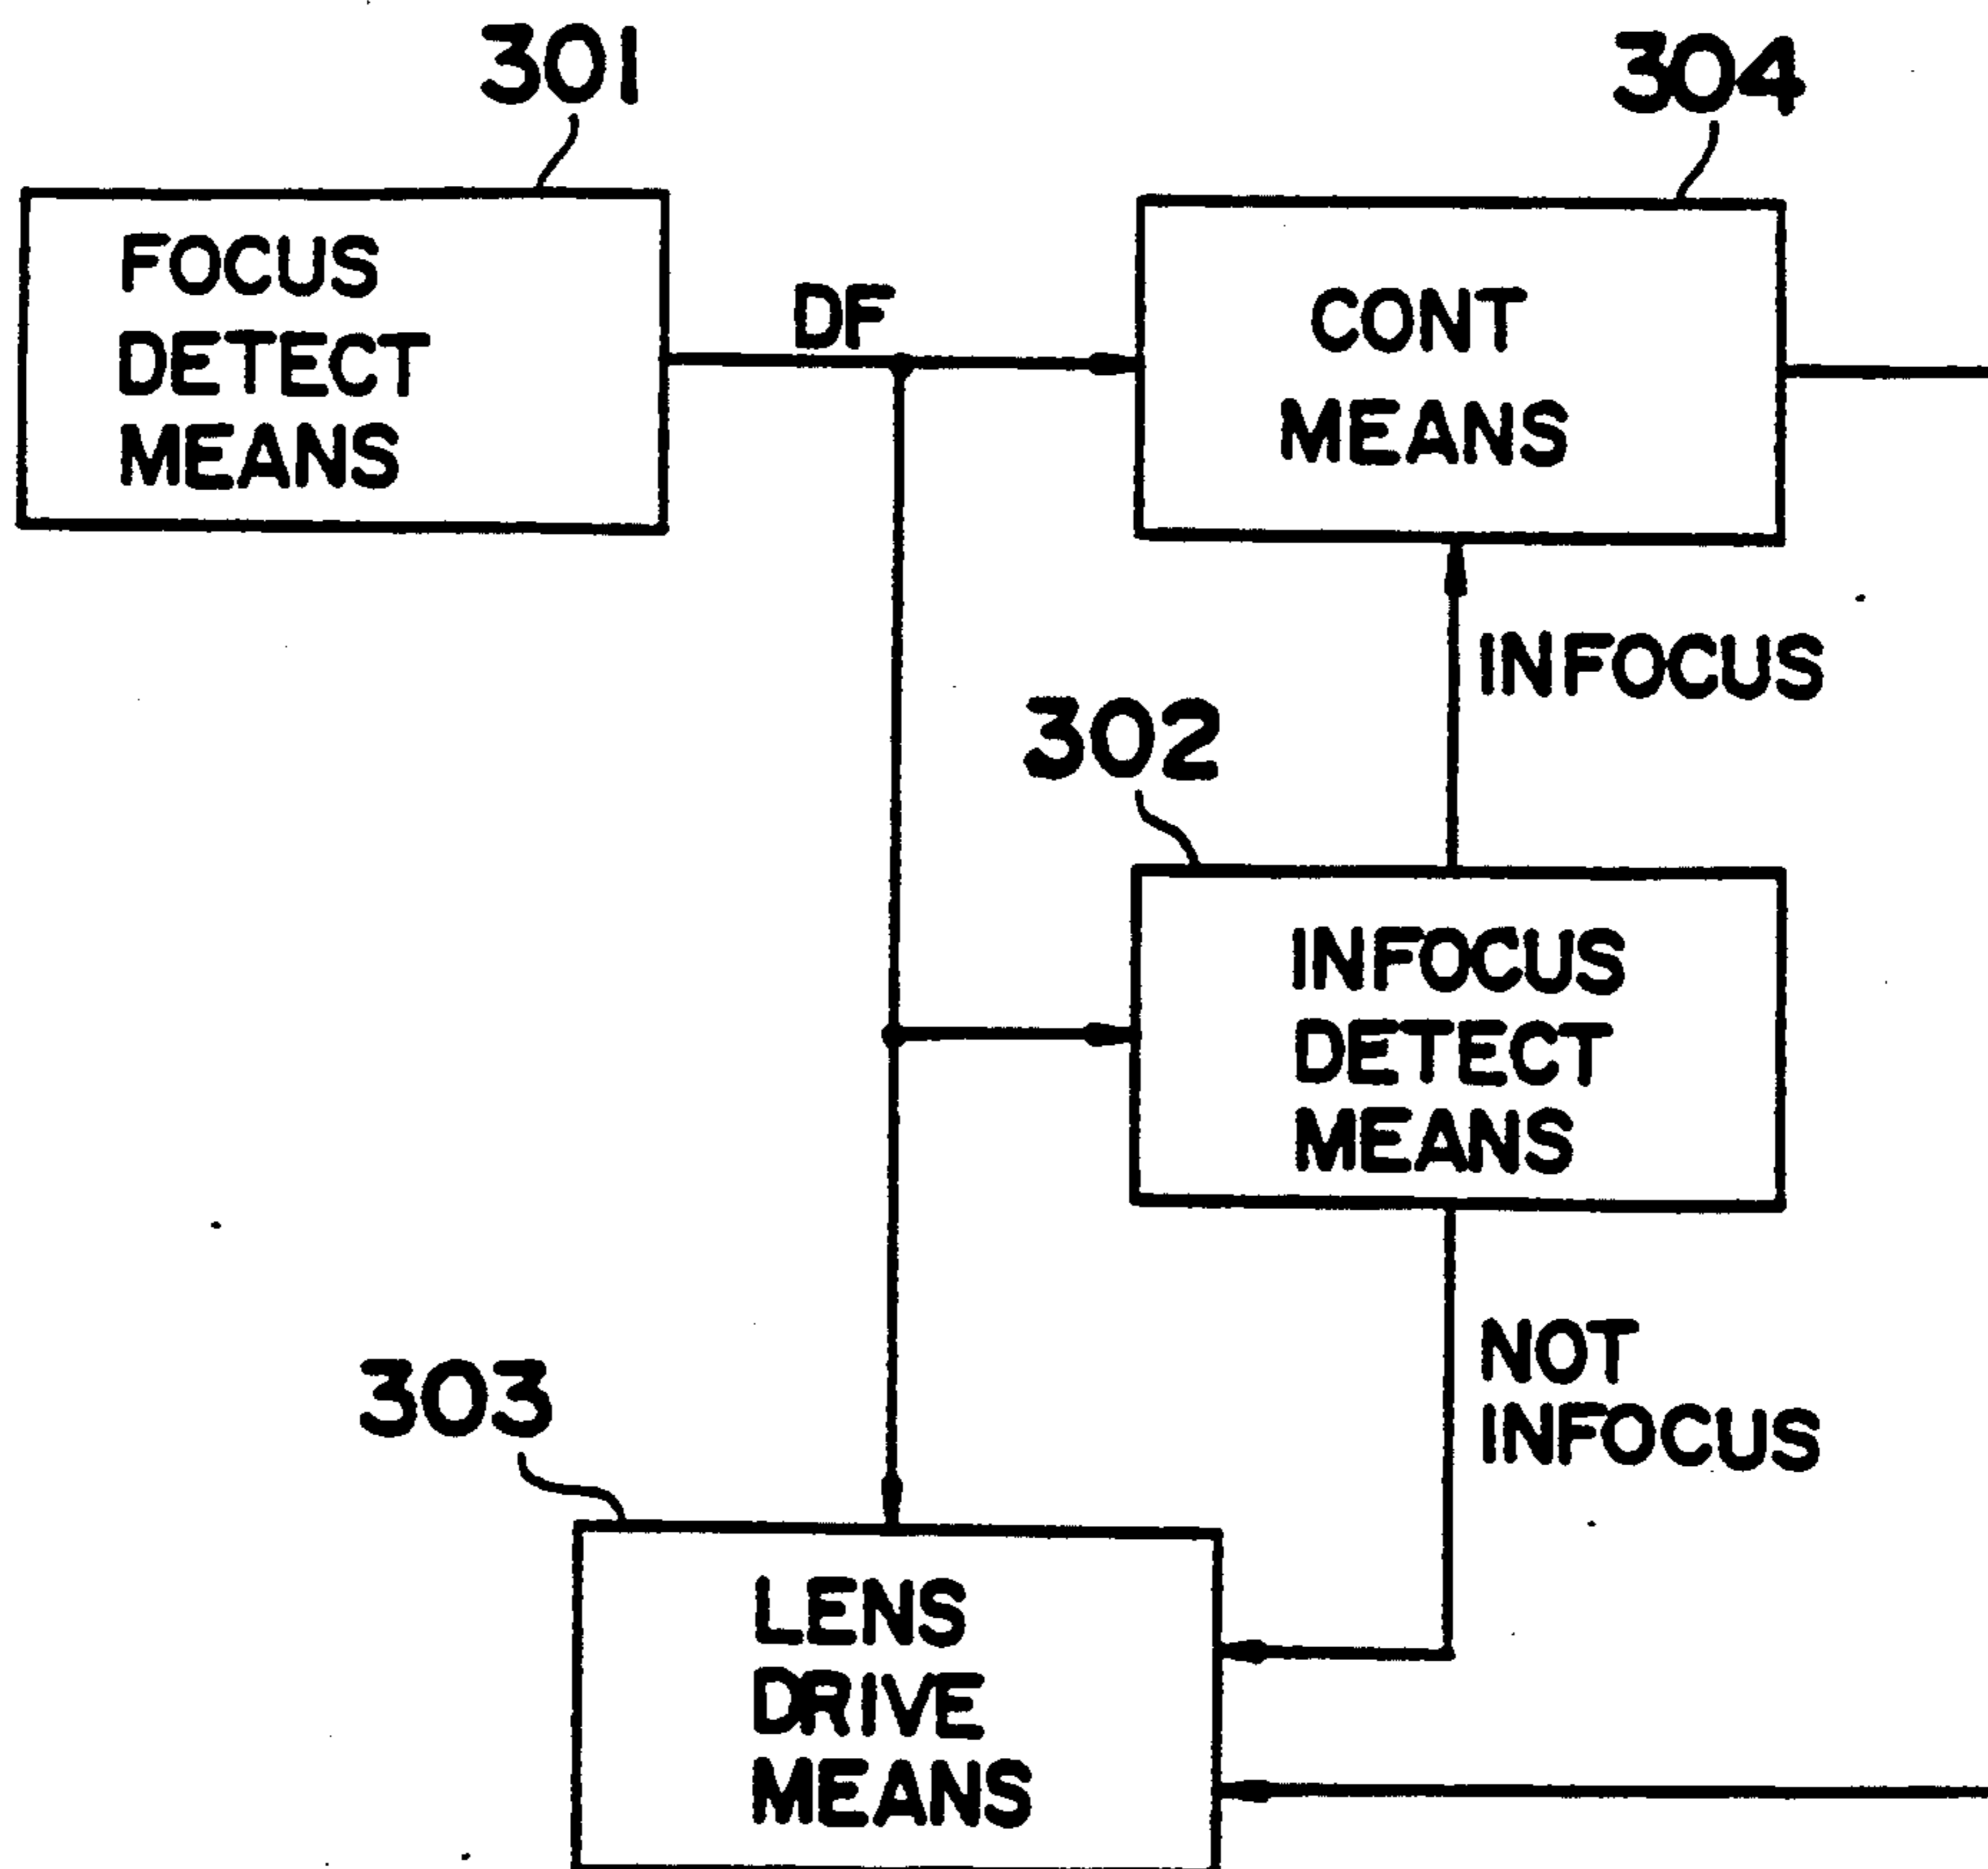 301
304
FOCUS
DETECT
MEANS
DF
CONT
MEANS
INFOCUS
302
INFOCUS
DETECT
MEANS
NOT
INFOCUS
303
LENS
DRIVE
MEANS